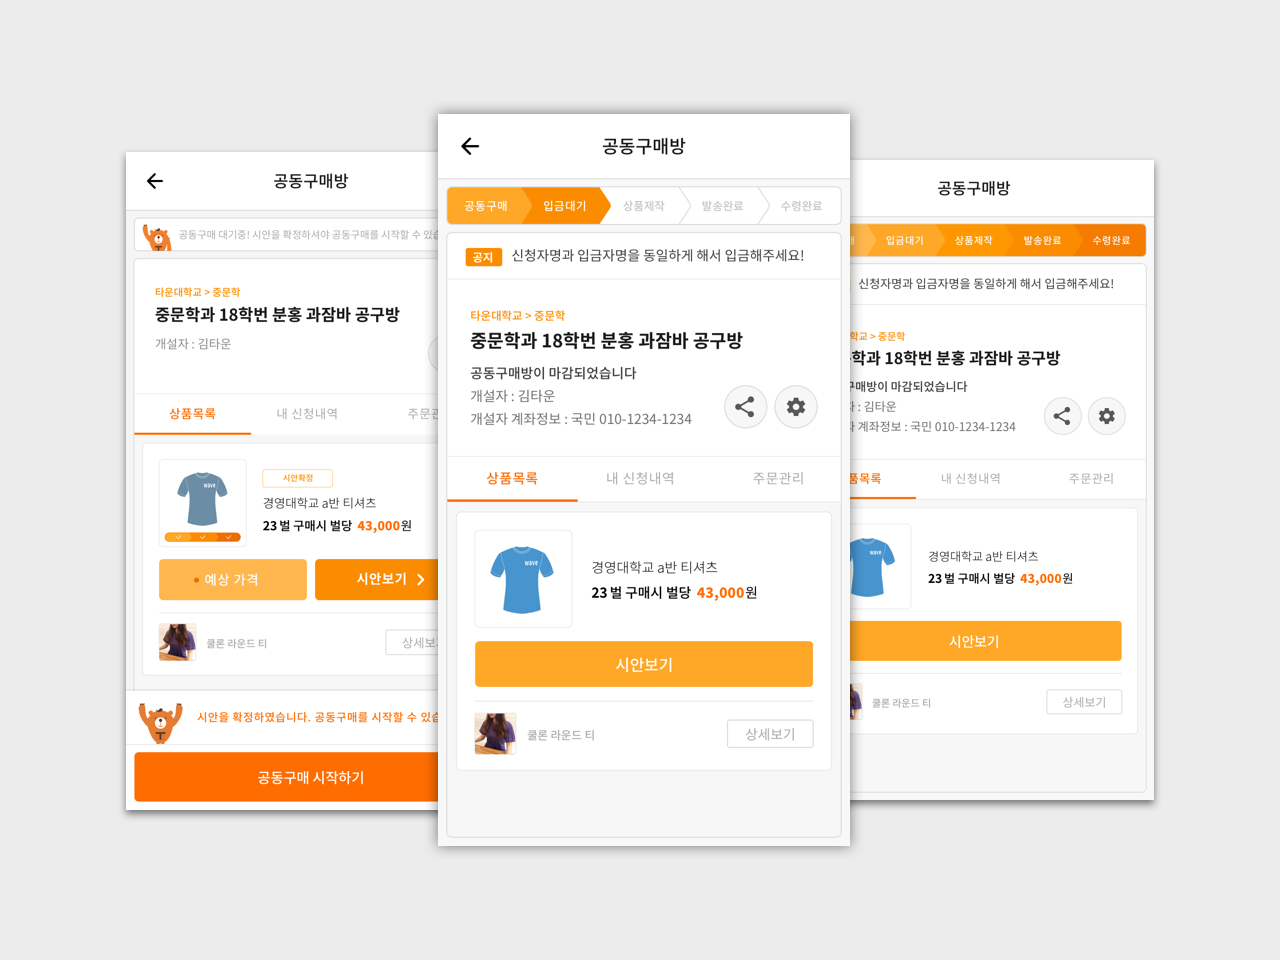 공동구매방
공동구매 대기중! 시안을 확정하셔야 공동구매를 시작할 수 있습
타운대학교 > 중문학
중문학과 18학번 분홍 과잠바 공구방
개설자 : 김타운
상품목록
내 신청내역
주문관
wave
시안확정
경영대학교 a반 티셔츠
23 벌 구매시 벌당 43,000원
예상 가격
시안보기
쿨론 라운드 티
상세보
시안을 확정하였습니다. 공동구매를 시작할 수 있습
공동구매 시작하기
공동구매방
공동구매
입금대기
상품제작
발송완료
수령완료
공지
신청자명과 입금자명을 동일하게 해서 입금해주세요!
타운대학교 > 중문학
중문학과 18학번 분홍 과잠바 공구방
공동구매방이 마감되었습니다
개설자 : 김타운
개설자 계좌정보 : 국민 010-1234-1234
상품목록
내 신청내역
주문관리
wave
경영대학교 a반 티셔츠
23 벌 구매시 벌당 43,000원
시안보기
쿨론 라운드 티
상세보기
공동구매방
입금대기
상품제작
발송완료
수령완료
신청자명과 입금자명을 동일하게 해서 입금해주세요!
학교 > 중문학
학과 18학번 분홍 과잠바 공구방
구매방이 마감되었습니다
: 김타운
계좌정보 : 국민 010-1234-1234
품목록
내 신청내역
주문관리
wave
경영대학교 a반 티셔츠
23 벌 구매시 벌당 43,000원
시안보기
쿨론 라운드 티
상세보기